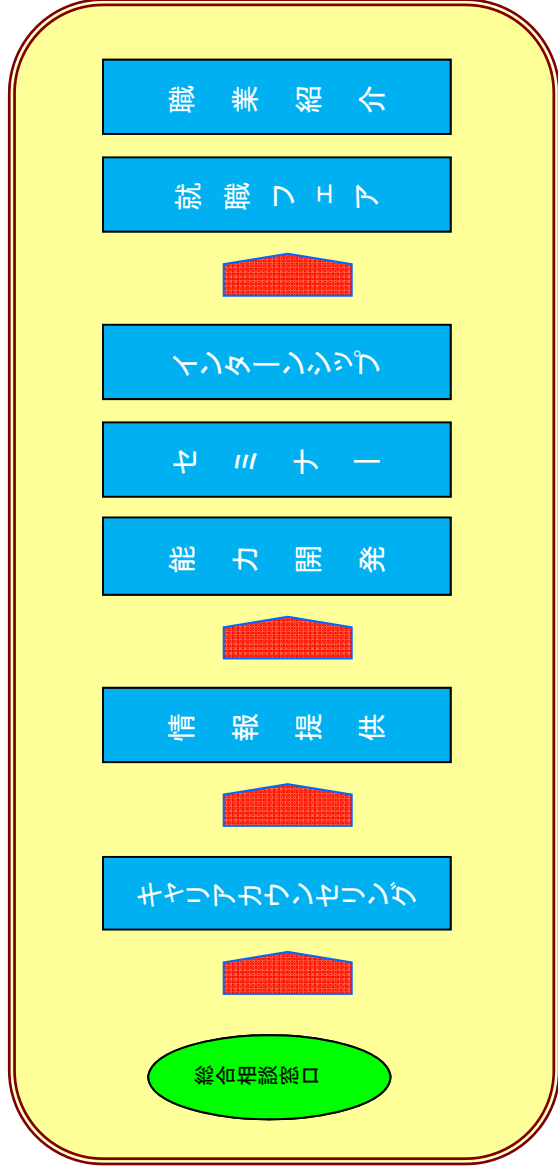 総合相談窓口
キャリアカウンセリング
情報提供
能力開発
セミナー
インターンシップ
就職フェア
職業紹介